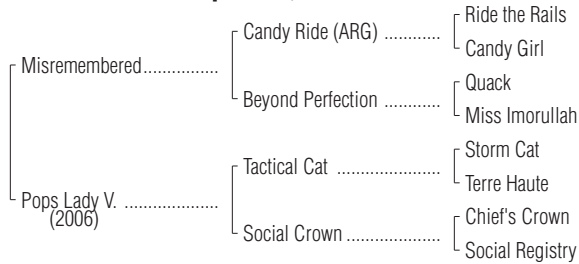 Ride the Rails
Candy Ride (ARG) ............
Candy Girl
Misremembered................
Quack
Beyond Perfection ............
Miss Imorullah
Storm Cat
Tactical Cat ......................
Terre Haute
Pops Lady V. ....................
(2006)
Chief's Crown
Social Crown ....................
Social Registry